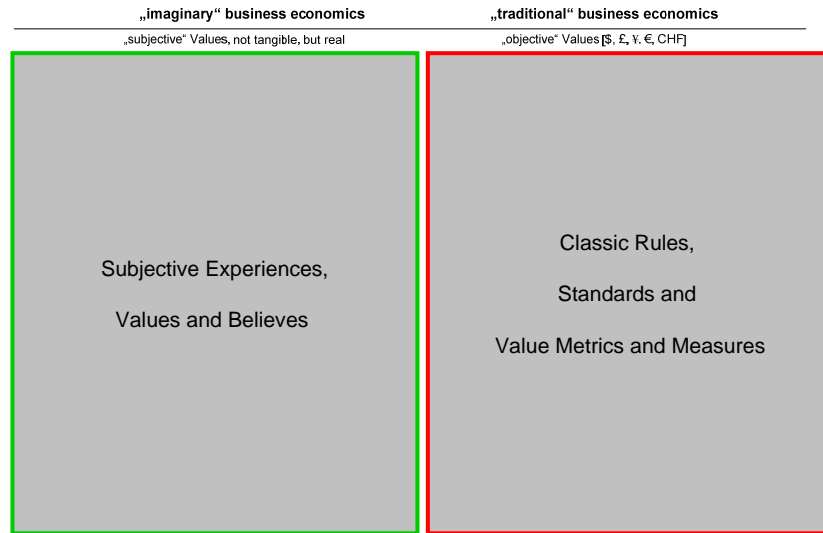 „imaginary“ business economics
„traditional“ business economics
„subjective“ Values, not tangible, but real
„objective“ Values [$, £, ¥. €, CHF]
Subjective Experiences,
Values and Believes
Classic Rules,
Standards and
Value Metrics and Measures